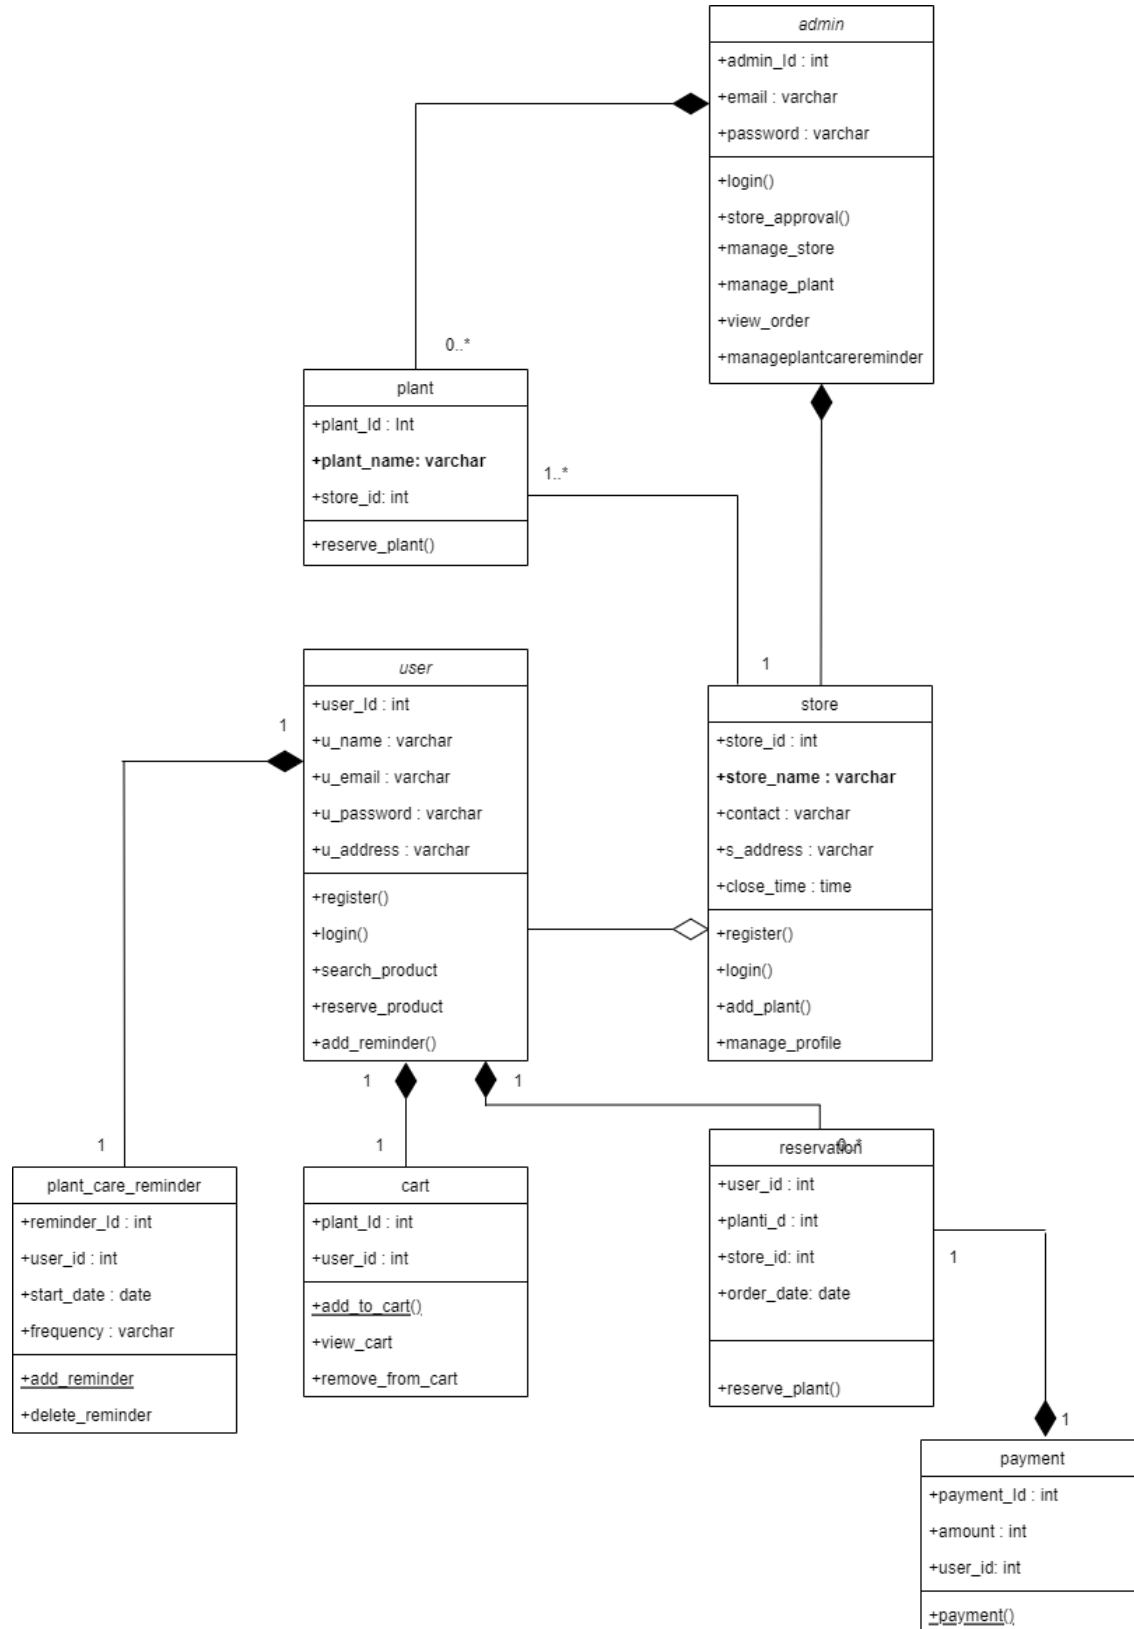 admin
+admin_Id : int
+email : varchar
+password : varchar
+login()
+store_approval()
+manage_store
+manage_plant
+view_order
+manageplantcarereminder
0..*
plant
+plant_Id : Int
+plant_name: varchar
+store_id: int
+reserve_plant()
1..*
1
user
+user_Id : int
+u_name : varchar
+u_email : varchar
+u_password : varchar
+u_address : varchar
+register()
+login()
+search_product
+reserve_product
+add_reminder()
store
+store_id : int
+store_name : varchar
+contact : varchar
+s_address : varchar
+close_time : time
+register()
+login()
+add_plant()
+manage_profile
1
1
1
1
1
plant_care_reminder
+reminder_Id : int
+user_id : int
+start_date : date
+frequency : varchar
+add_reminder
+delete_reminder
cart
+plant_Id : int
+user_id : int
+add_to_cart()
+view_cart
+remove_from_cart
reservation
0..*
+user_id : int
+planti_d : int
+store_id: int
+order_date: date
+reserve_plant()
1
1
payment
+payment_Id : int
+amount : int
+user_id: int
+payment()